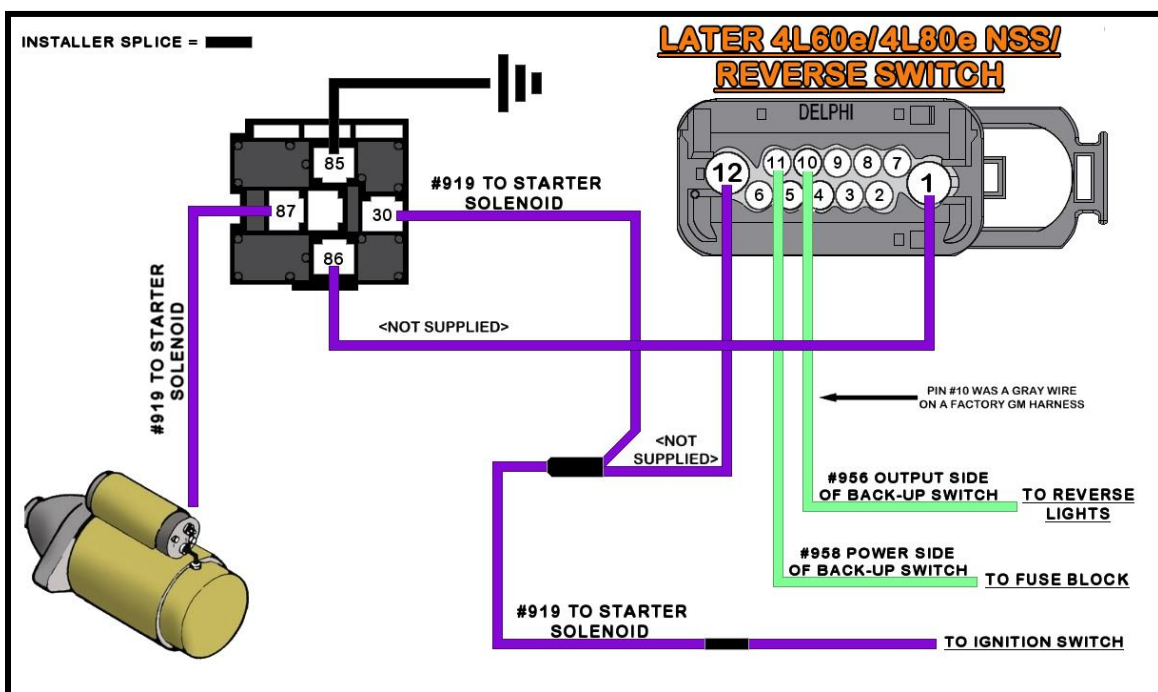 INSTALLER SPLICE =
LATER 4L60e/4L80e NSS/
REVERSE SWITCH
DELPHI
85
87
30
86
12
11
10
9
8
7
6
5
4
3
2
1
#919 TO STARTER
SOLENOID
#919 TO STARTER
SOLENOID
<NOT SUPPLIED>
PIN #10 WAS A GRAY WIRE
ON A FACTORY GM HARNESS
<NOT
SUPPLIED>
#956 OUTPUT SIDE
OF BACK-UP SWITCH
TO REVERSE
LIGHTS
#958 POWER SIDE
OF BACK-UP SWITCH
TO FUSE BLOCK
#919 TO STARTER
SOLENOID
TO IGNITION SWITCH